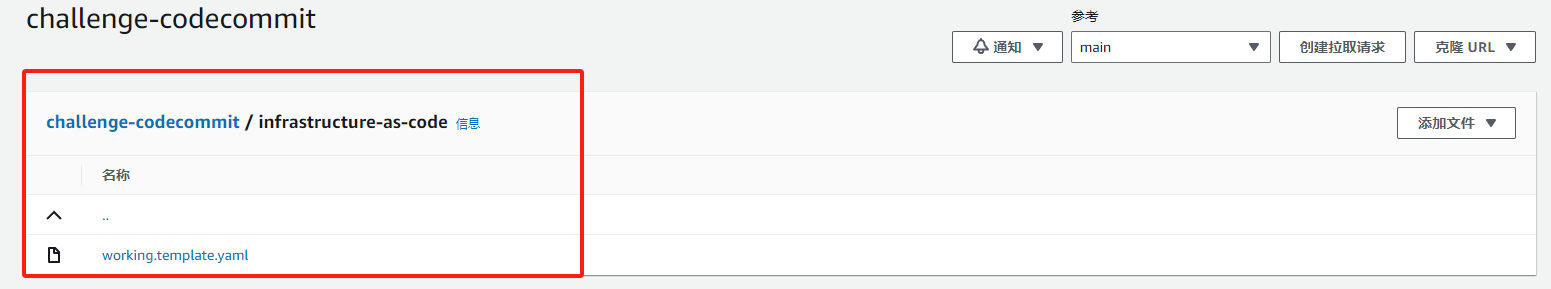 challenge-codecommit
参考
通知 main 创建拉取请求 克隆 URL
challenge-codecommit / infrastructure-as-code 信息
添加文件
名称
..
working.template.yaml